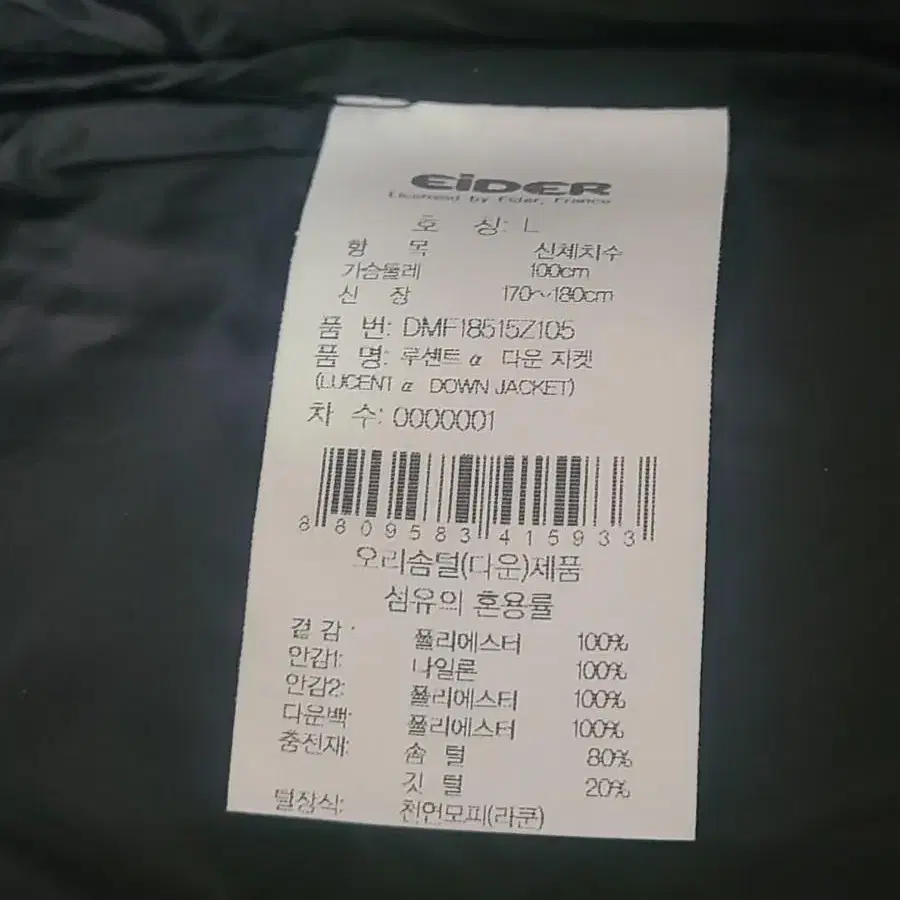 EiDER
Licensed by Eider, France
호 칭: L
항 목 신체치수
가슴둘레 100cm
신 장 170~180cm
품 번: DMF18515Z105
품 명: 루센트 α 다운 자켓
(LUCENT α DOWN JACKET)
차 수: 0000001
8 809583 415933
오리솜털(다운)제품
섬유의 혼용률
겉 감: 폴리에스터 100%
안감1: 나일론 100%
안감2: 폴리에스터 100%
다운백: 폴리에스터 100%
충전재: 솜 털 80%
깃 털 20%
털장식: 천연모피(라쿤)